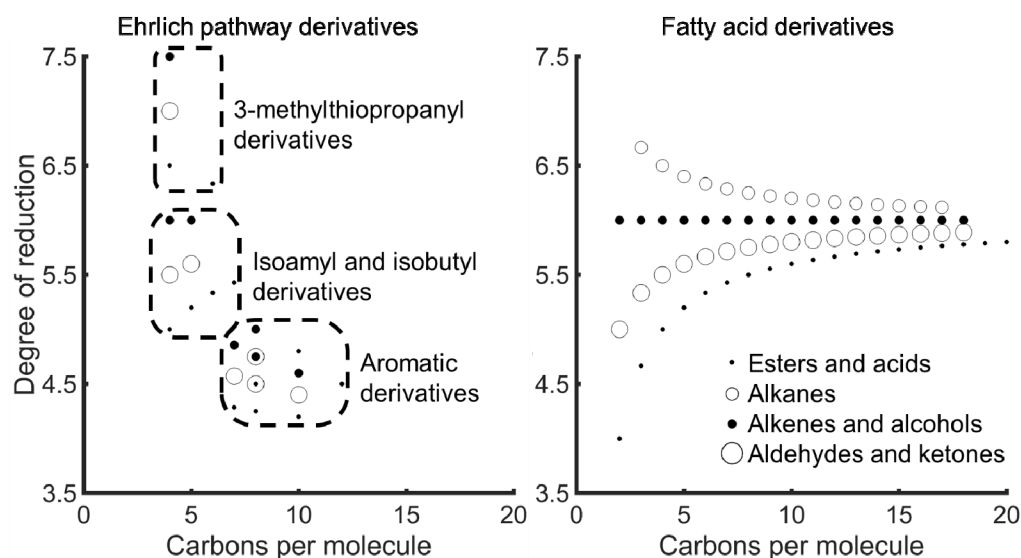 Ehrlich pathway derivatives
Fatty acid derivatives
Degree of reduction
7.5
6.5
5.5
4.5
3.5
3-methylthiopropanyl
derivatives
Isoamyl and isobutyl
derivatives
Aromatic
derivatives
0
5
10
15
20
Carbons per molecule
7.5
6.5
5.5
4.5
3.5
Esters and acids
Alkanes
Alkenes and alcohols
Aldehydes and ketones
0
5
10
15
20
Carbons per molecule